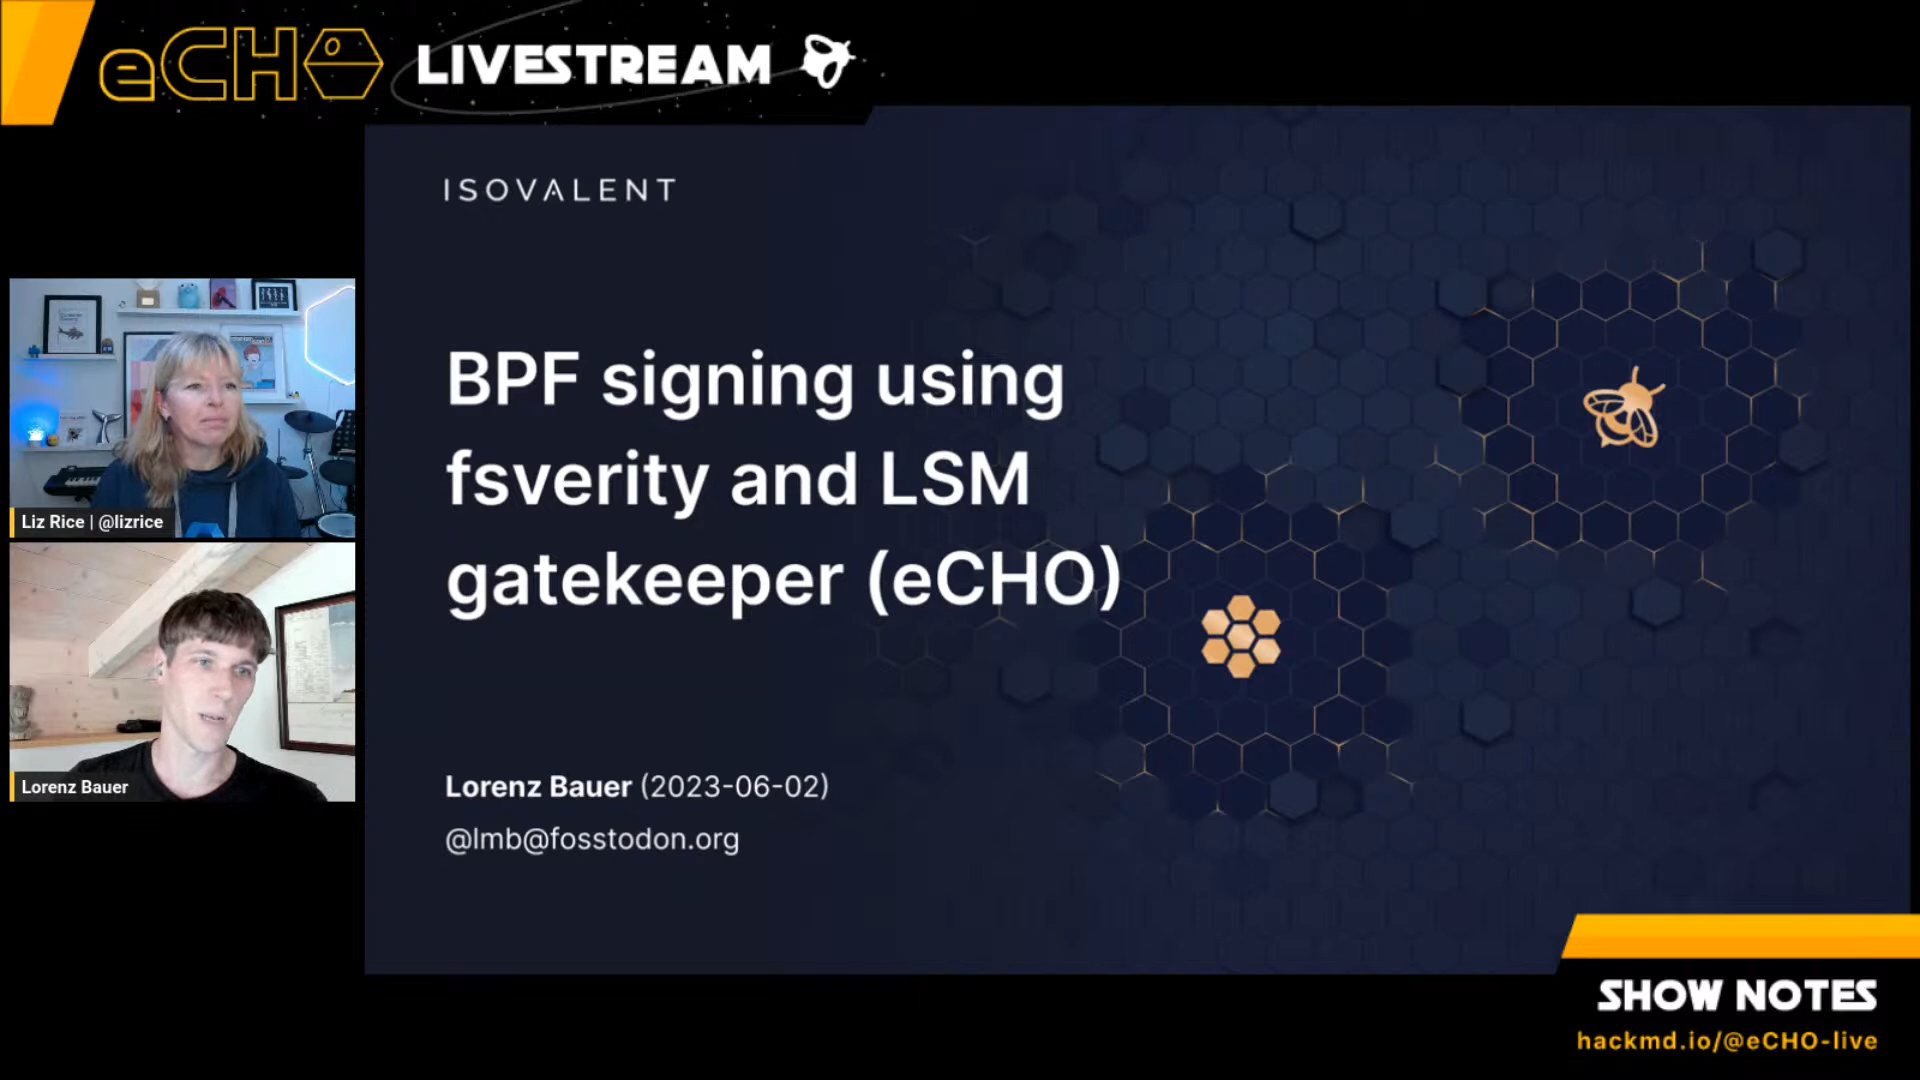 eCHO LIVESTREAM
ISOVALENT
BPF signing using
fsverity and LSM
gatekeeper (eCHO)
Lorenz Bauer (2023-06-02)
@lmb@fosstodon.org
Liz Rice | @lizrice
Lorenz Bauer
SHOW NOTES
hackmd.io/@eCHO-live